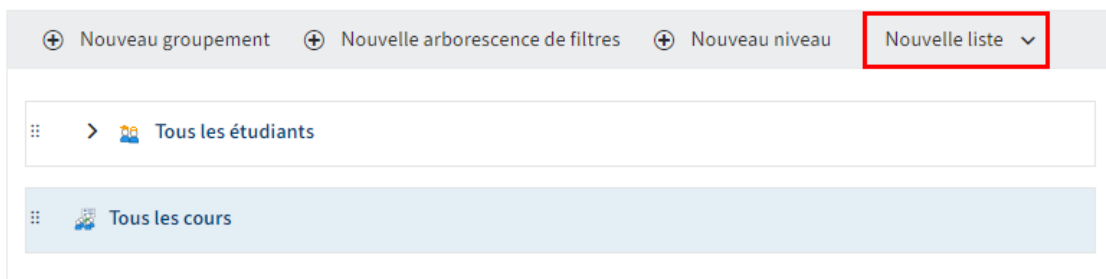 Nouveau groupement Nouvelle arborescence de filtres Nouveau niveau Nouvelle liste
Tous les étudiants
Tous les cours